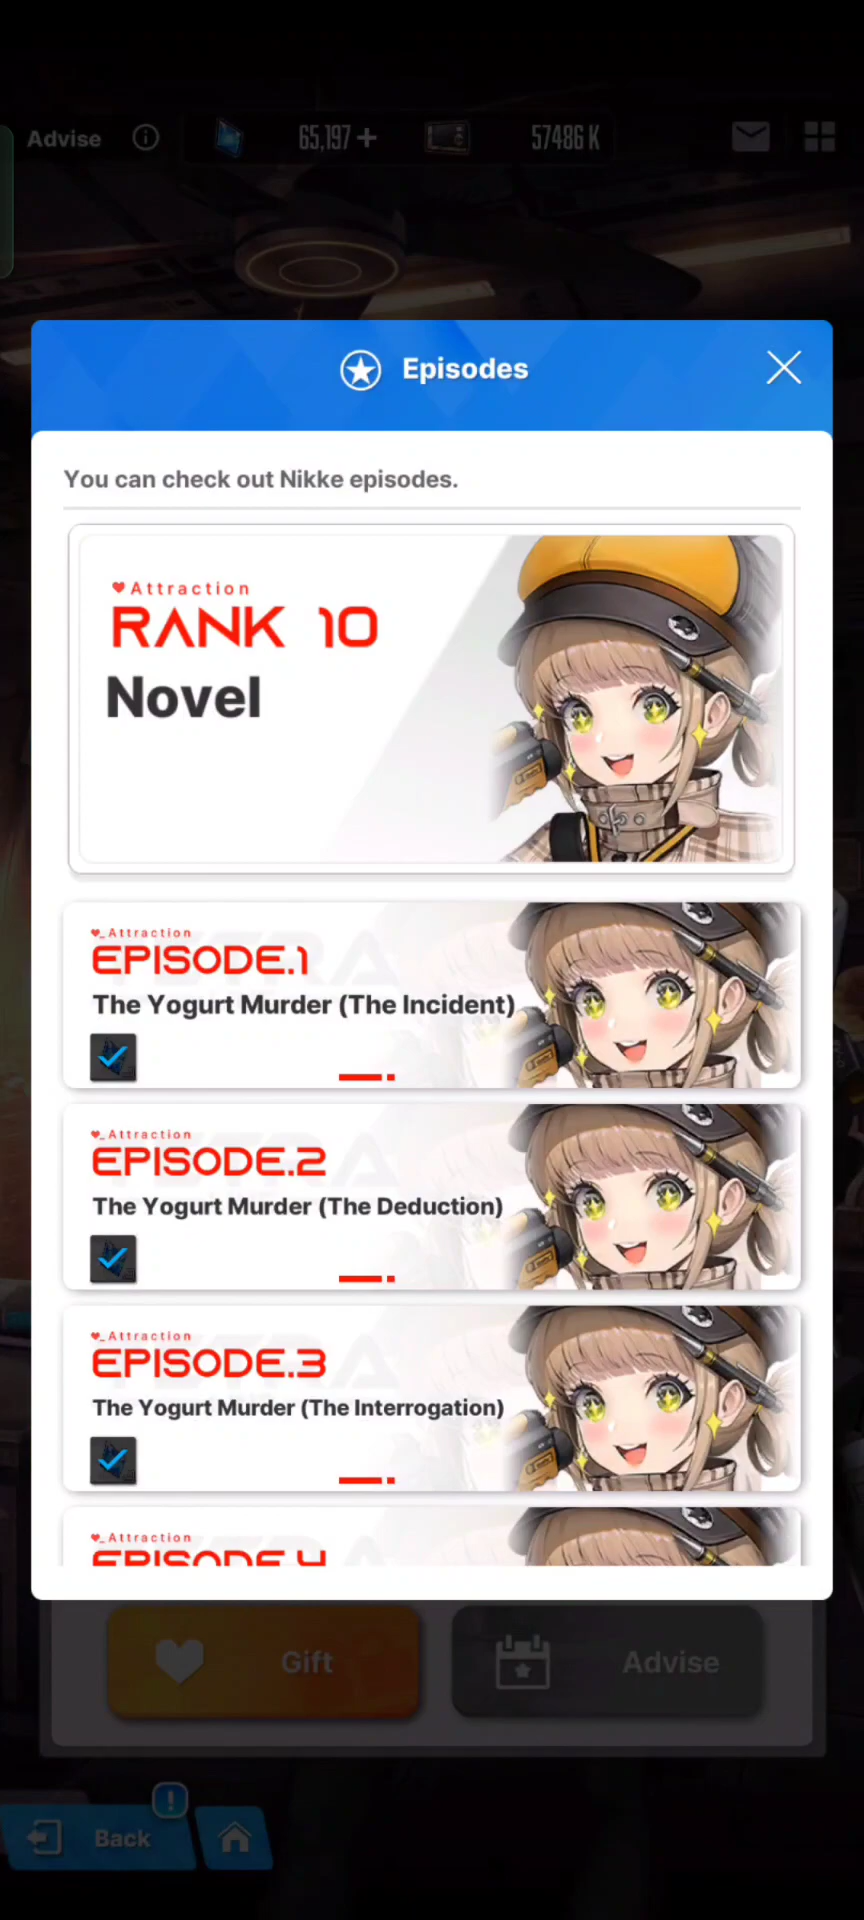 Advise
65,197
57486 K
Episodes
You can check out Nikke episodes.
Attraction
RANK 10
Novel
Attraction
EPISODE.1
The Yogurt Murder (The Incident)
Attraction
EPISODE.2
The Yogurt Murder (The Deduction)
Attraction
EPISODE.3
The Yogurt Murder (The Interrogation)
Attraction
EPISODE.4
Gift
Advise
Back